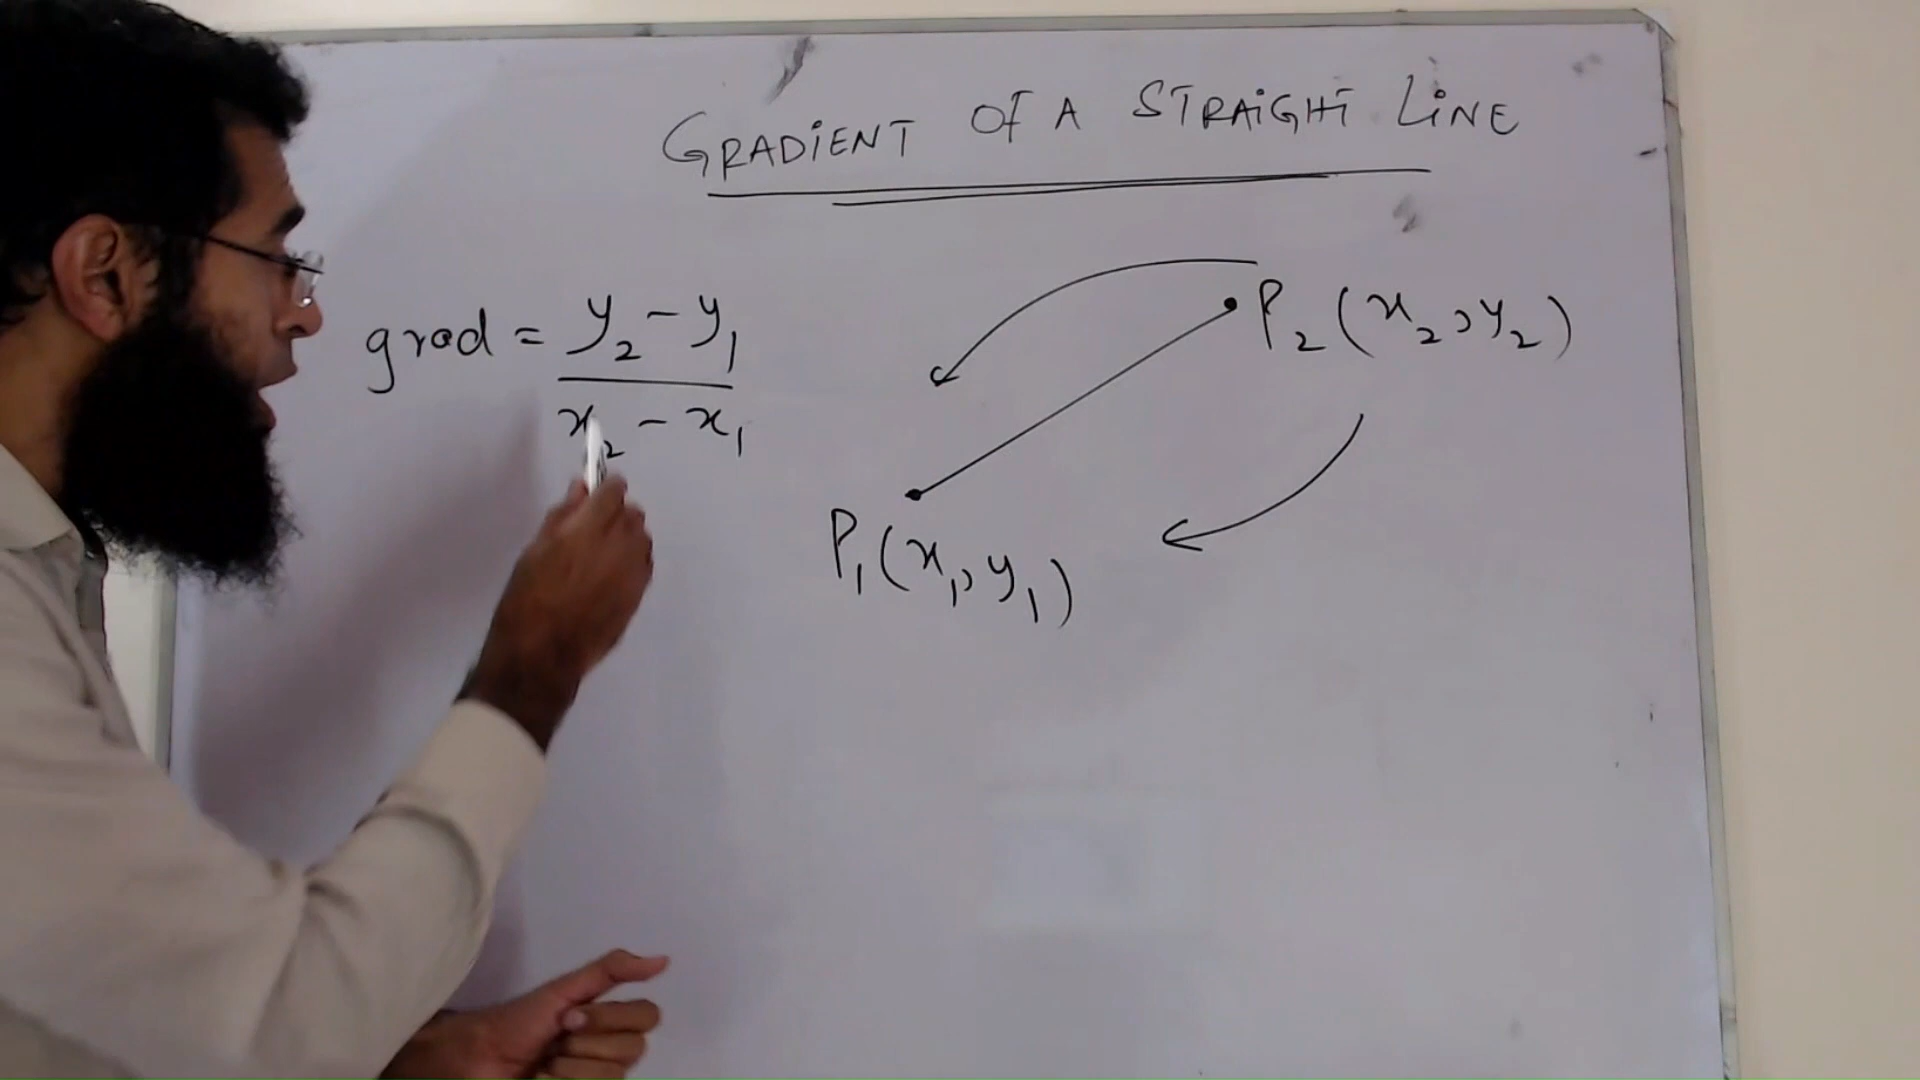 GRADIENT OF A STRAIGHT LINE
grad = y₂ - y₁
x₂ - x₁
P₂ (x₂, y₂)
P₁ (x₁, y₁)